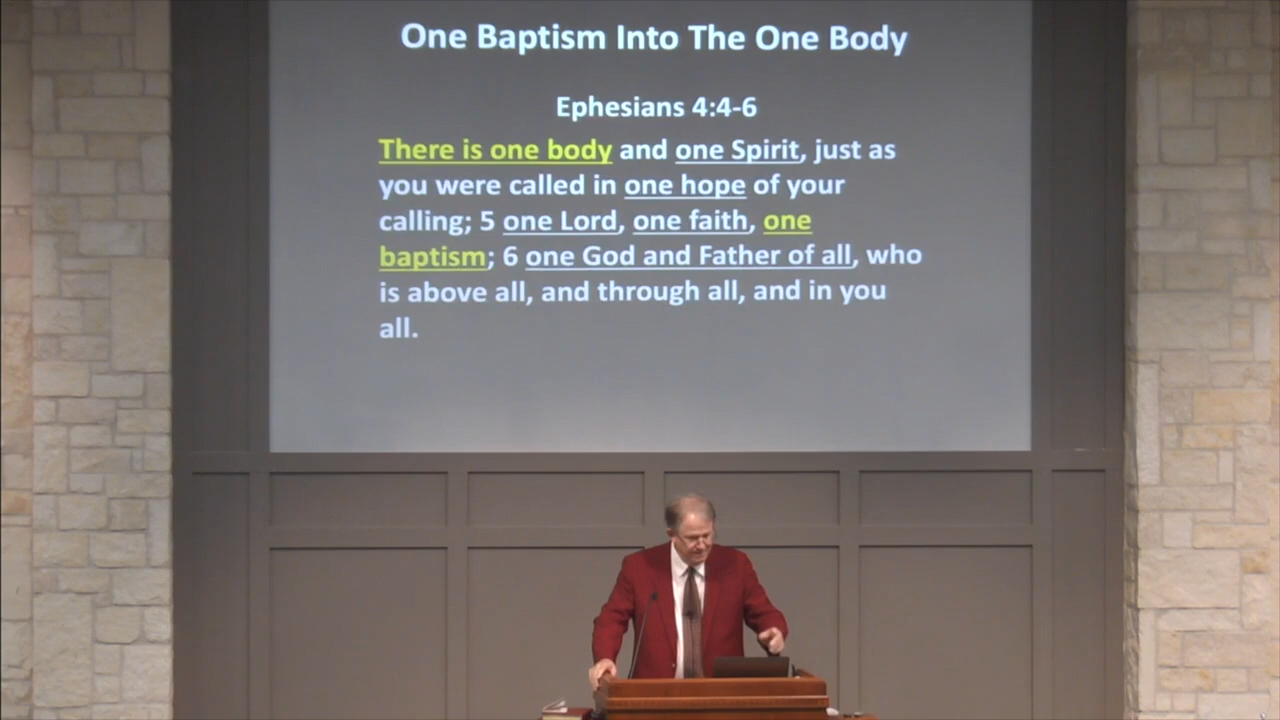 One Baptism Into The One Body
Ephesians 4:4-6
There is one body and one Spirit, just as
you were called in one hope of your
calling; 5 one Lord, one faith, one
baptism; 6 one God and Father of all, who
is above all, and through all, and in you
all.